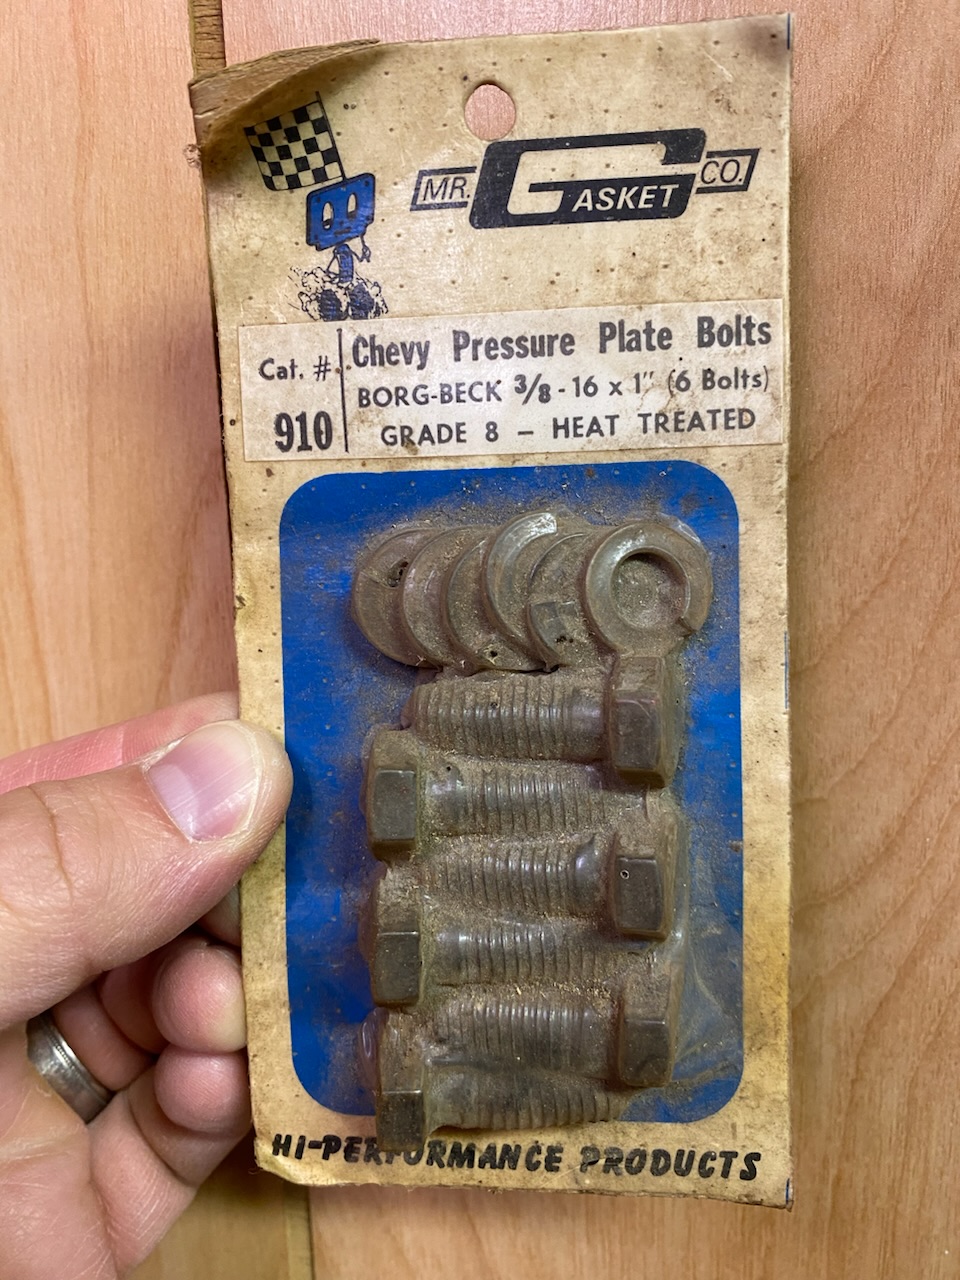 MR. GASKET CO.
Cat. #
910
Chevy Pressure Plate Bolts
BORG-BECK 3/8 - 16 x 1" (6 Bolts)
GRADE 8 - HEAT TREATED
HI-PERFORMANCE PRODUCTS